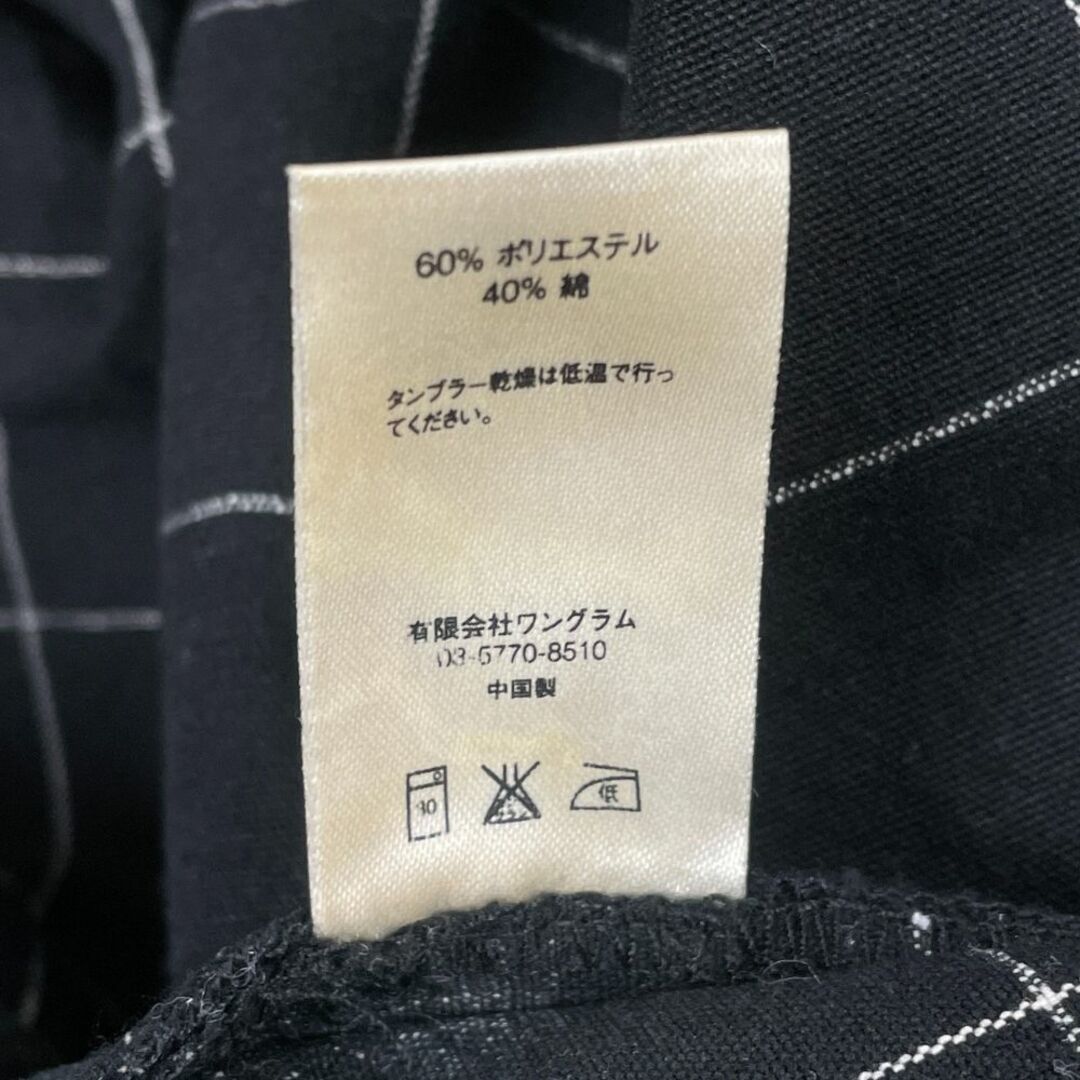 60% ポリエステル
40% 綿
タンブラー乾燥は低温で行っ
てください。
有限会社ワングラム
03-5770-8510
中国製
低